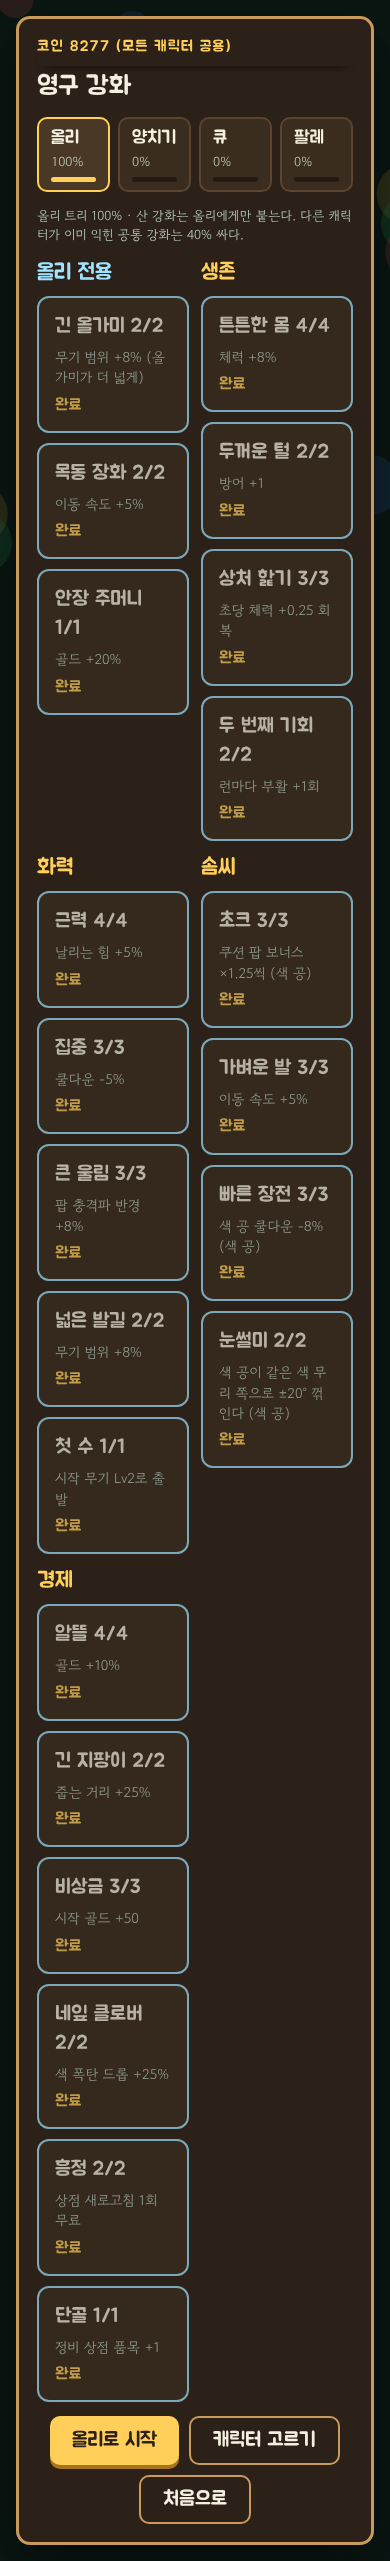 코인 8277 (모든 캐릭터 공용)
영구 강화
올리
100%
양치기
0%
큐
0%
팔레
0%
올리 트리 100% · 산 강화는 올리에게만 붙는다. 다른 캐릭
터가 이미 익힌 공통 강화는 40% 싸다.
올리 전용
긴 올가미 2/2
무기 범위 +8% (올
가미가 더 넓게)
완료
목동 장화 2/2
이동 속도 +5%
완료
안장 주머니
1/1
골드 +20%
완료
생존
튼튼한 몸 4/4
체력 +8%
완료
두꺼운 털 2/2
방어 +1
완료
상처 핥기 3/3
초당 체력 +0.25 회
복
완료
두 번째 기회
2/2
런마다 부활 +1회
완료
화력
근력 4/4
날리는 힘 +5%
완료
집중 3/3
쿨다운 -5%
완료
큰 울림 3/3
팝 충격파 반경
+8%
완료
넓은 발길 2/2
무기 범위 +8%
완료
첫 수 1/1
시작 무기 Lv2로 출
발
완료
솜씨
초크 3/3
쿠션 팝 보너스
×1.25씩 (색 공)
완료
가벼운 발 3/3
이동 속도 +5%
완료
빠른 장전 3/3
색 공 쿨다운 -8%
(색 공)
완료
눈썰미 2/2
색 공이 같은 색 무
리 쪽으로 ±20° 꺾
인다 (색 공)
완료
경제
알뜰 4/4
골드 +10%
완료
긴 지팡이 2/2
줍는 거리 +25%
완료
비상금 3/3
시작 골드 +50
완료
네잎 클로버
2/2
색 폭탄 드롭 +25%
완료
흥정 2/2
상점 새로고침 1회
무료
완료
단골 1/1
정비 상점 품목 +1
완료
올리로 시작
캐릭터 고르기
처음으로